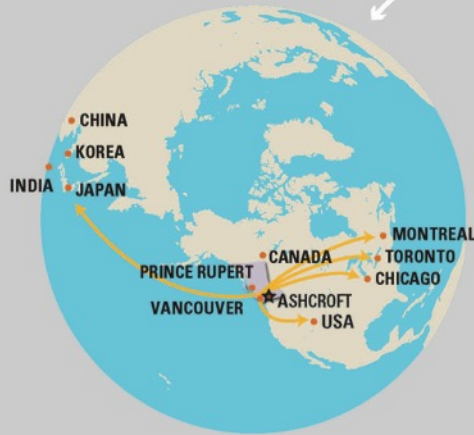 CHINA
KOREA
INDIA
JAPAN
MONTREAL
CANADA
TORONTO
PRINCE RUPERT
CHICAGO
VANCOUVER
ASHCROFT
USA